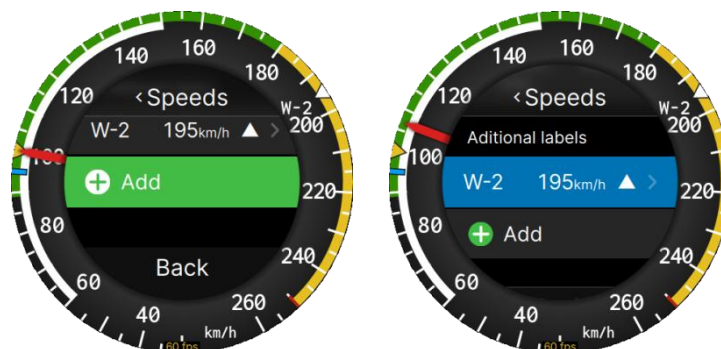 160
140
180
120
‹ Speeds
W-2
W-2 195km/h ▲ ›
200
100
Add
220
80
Back
240
60
260
40
km/h
60 fps
160
140
180
120
‹ Speeds
W-2
200
Aditional labels
100
W-2 195km/h ▲ ›
220
80
Add
240
60
260
40
km/h
60 fps